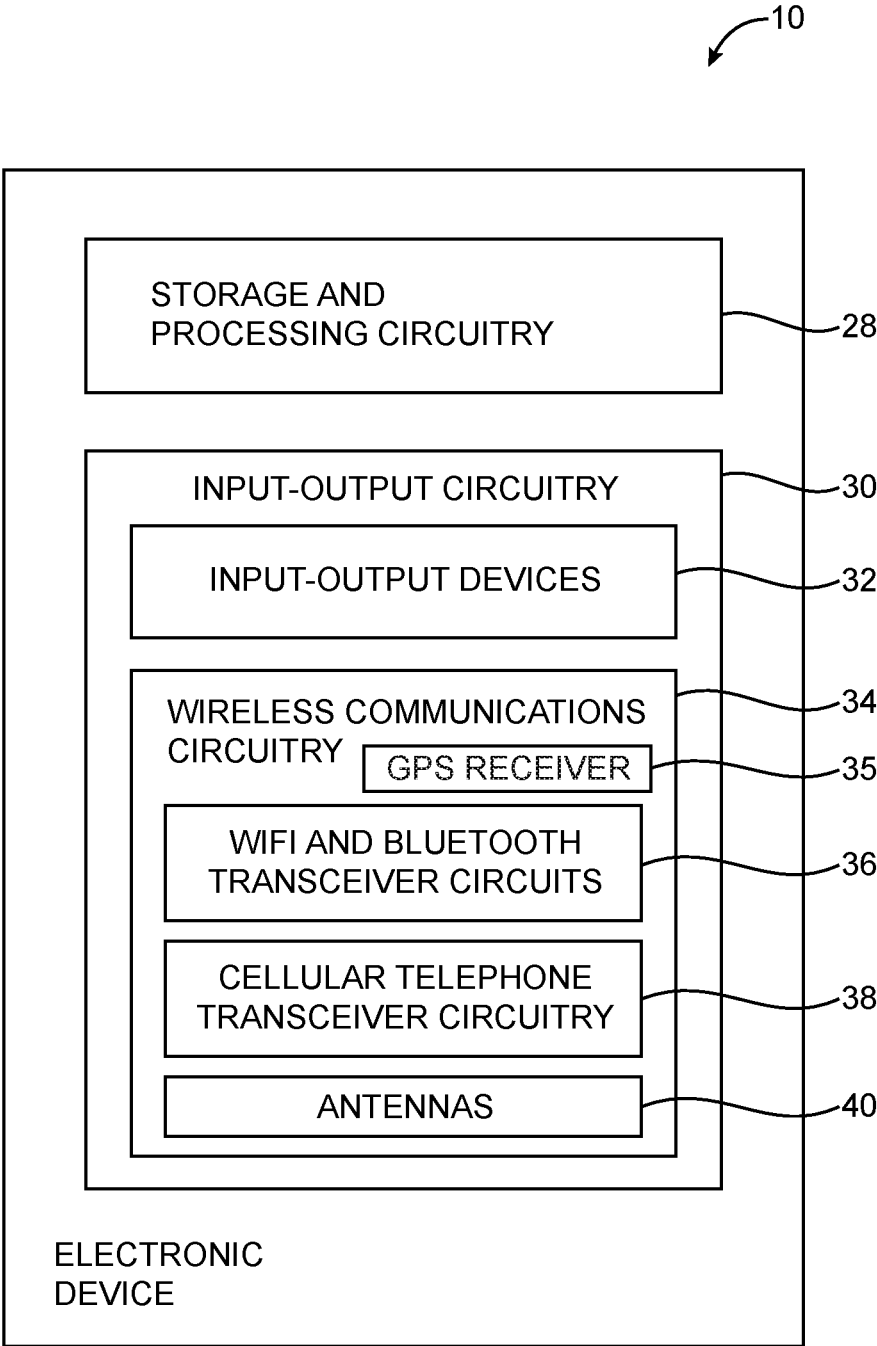 10
STORAGE AND
PROCESSING CIRCUITRY
28
INPUT-OUTPUT CIRCUITRY
30
INPUT-OUTPUT DEVICES
32
WIRELESS COMMUNICATIONS
CIRCUITRY
34
GPS RECEIVER
35
WIFI AND BLUETOOTH
TRANSCEIVER CIRCUITS
36
CELLULAR TELEPHONE
TRANSCEIVER CIRCUITRY
38
ANTENNAS
40
ELECTRONIC
DEVICE